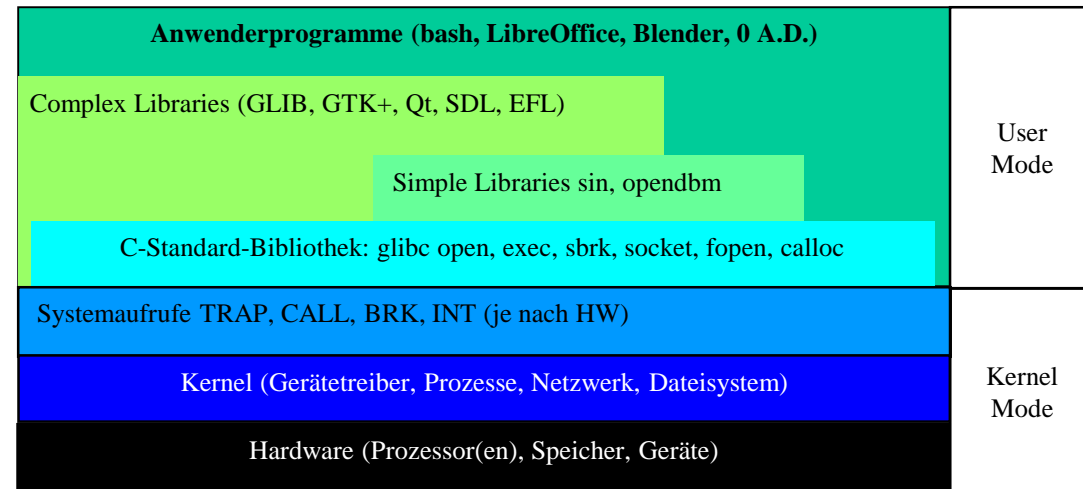 Anwenderprogramme (bash, LibreOffice, Blender, 0 A.D.)
Complex Libraries (GLIB, GTK+, Qt, SDL, EFL)
Simple Libraries sin, opendbm
C-Standard-Bibliothek: glibc open, exec, sbrk, socket, fopen, calloc
User
Mode
Systemaufrufe TRAP, CALL, BRK, INT (je nach HW)
Kernel (Gerätetreiber, Prozesse, Netzwerk, Dateisystem)
Hardware (Prozessor(en), Speicher, Geräte)
Kernel
Mode